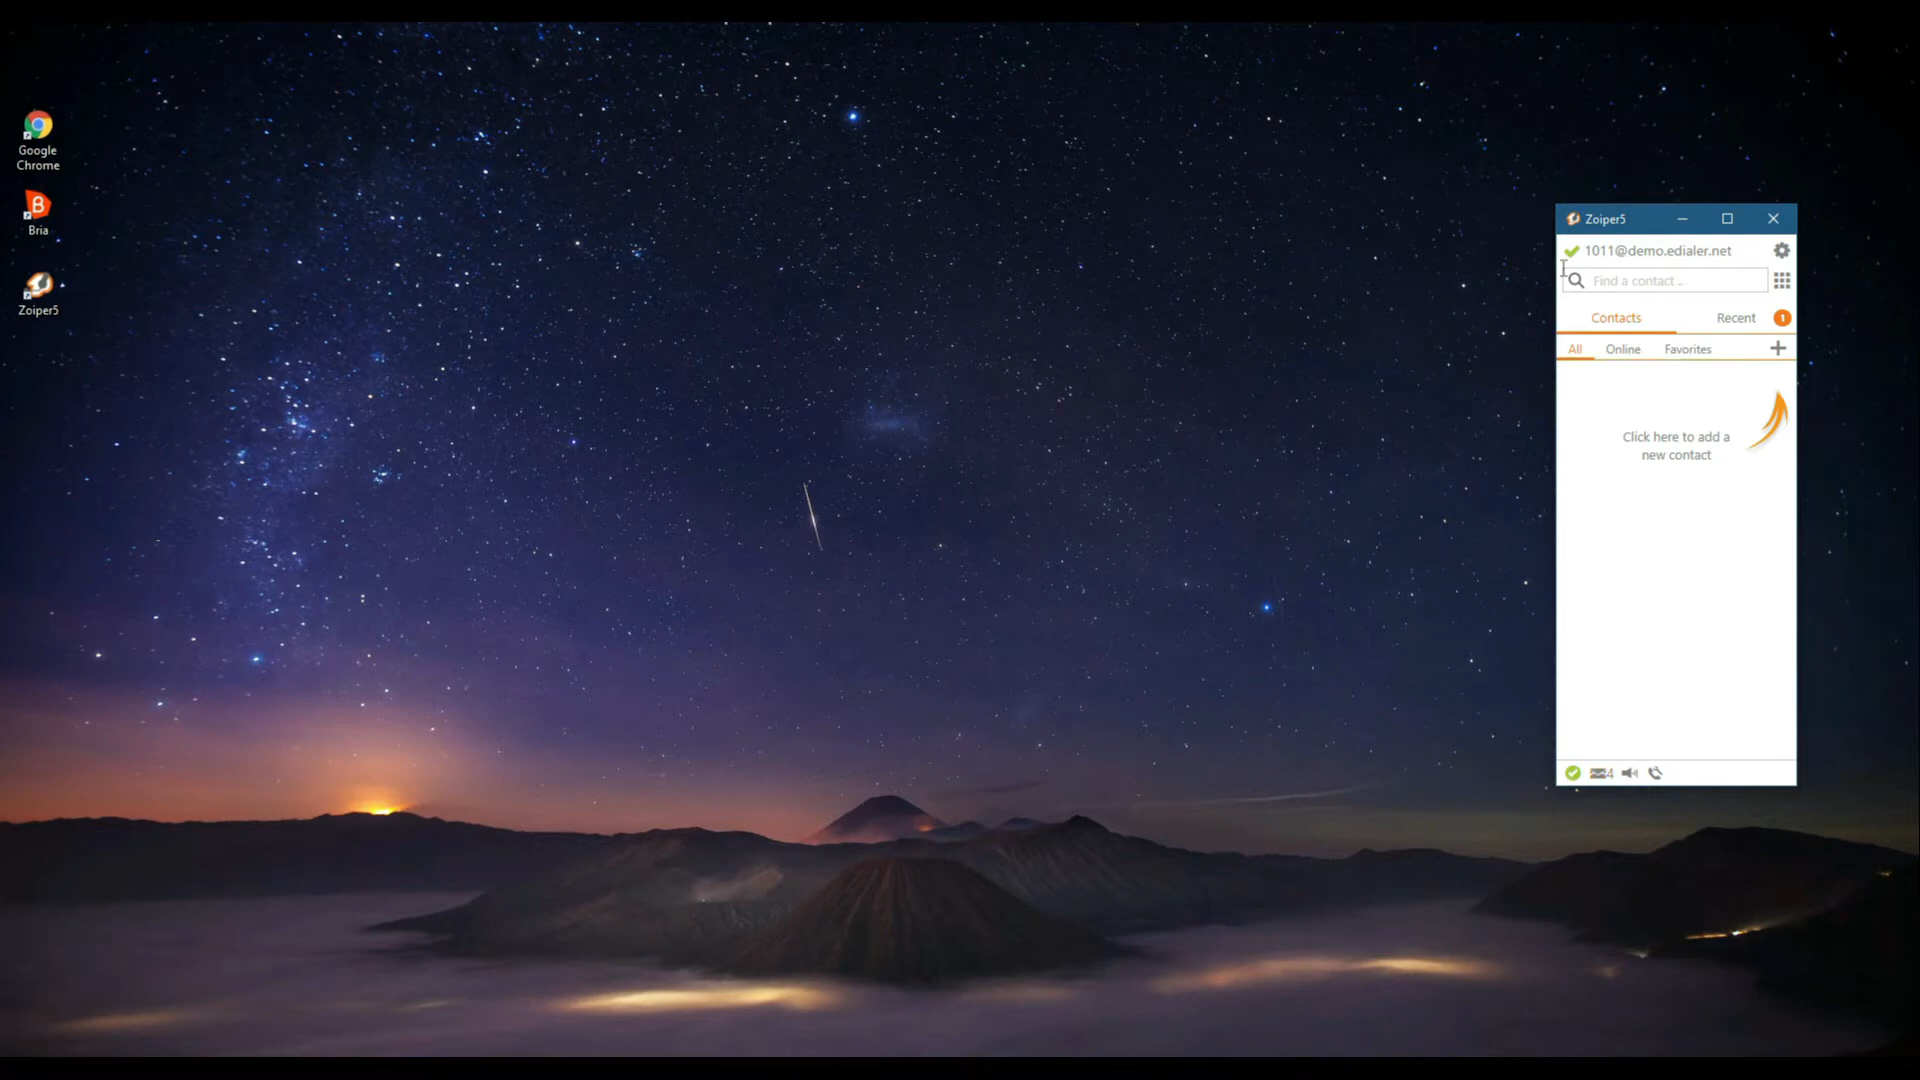 Google
Chrome
B
Bria
Zoiper5
Zoiper5
1011@demo.edialer.net
Find a contact ..
Contacts
Recent
1
All
Online
Favorites
Click here to add a
new contact
4